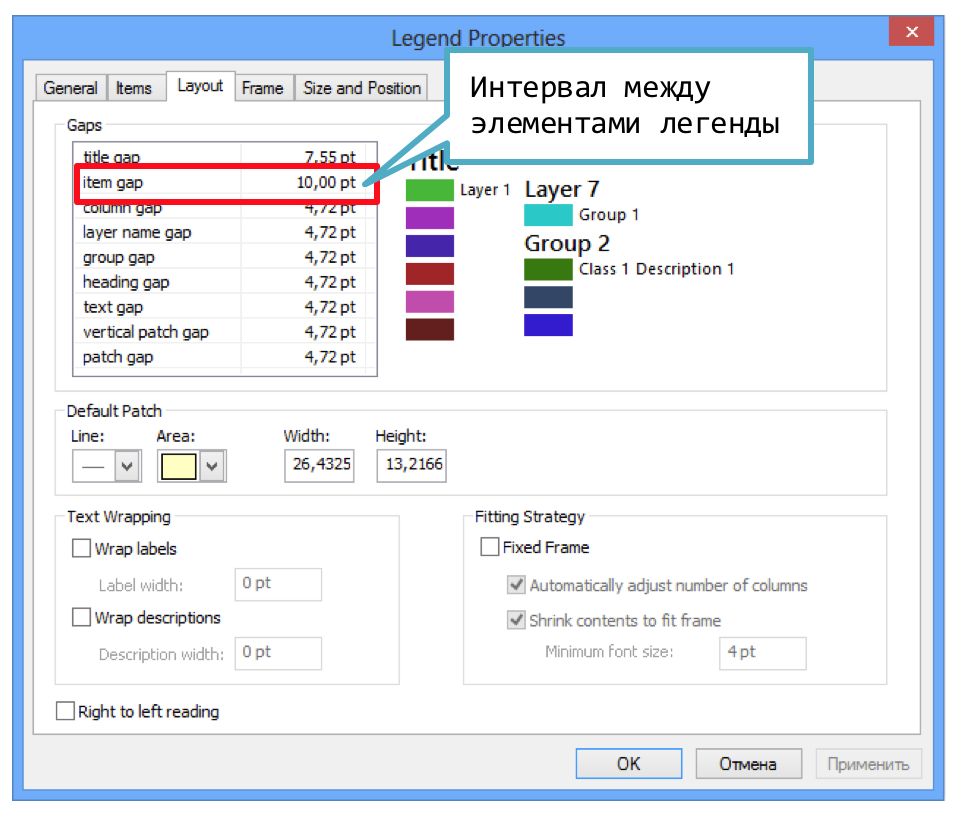 Legend Properties
General Items Layout Frame Size and Position
Интервал между
элементами легенды
Gaps
title gap 7,55 pt
item gap 10,00 pt
column gap 4,72 pt
layer name gap 4,72 pt
group gap 4,72 pt
heading gap 4,72 pt
text gap 4,72 pt
vertical patch gap 4,72 pt
patch gap 4,72 pt
Title
Layer 1
Layer 7
Group 1
Group 2
Class 1 Description 1
Default Patch
Line: Area: Width: Height:
26,4325 13,2166
Text Wrapping
Wrap labels
Label width: 0 pt
Wrap descriptions
Description width: 0 pt
Fitting Strategy
Fixed Frame
Automatically adjust number of columns
Shrink contents to fit frame
Minimum font size: 4 pt
Right to left reading
OK Отмена Применить